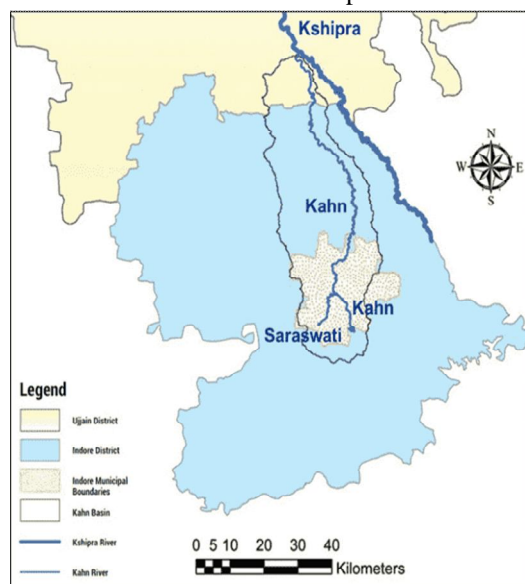 Kshipra
N
W E
S
Kahn
Kahn
Saraswati
Legend
Ujjain District
Indore District
Indore Municipal
Boundaries
Kahn Basin
Kshipra River
Kahn River
0 5 10 20 30 40
Kilometers